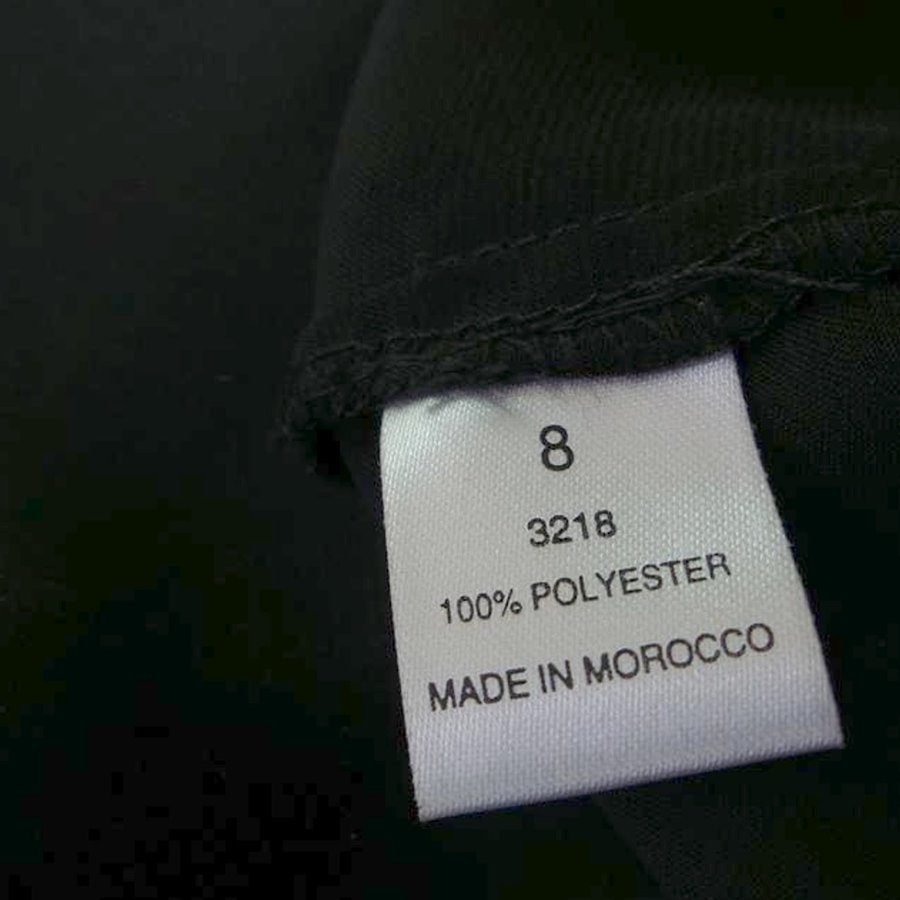 8
3218
100% POLYESTER
MADE IN MOROCCO